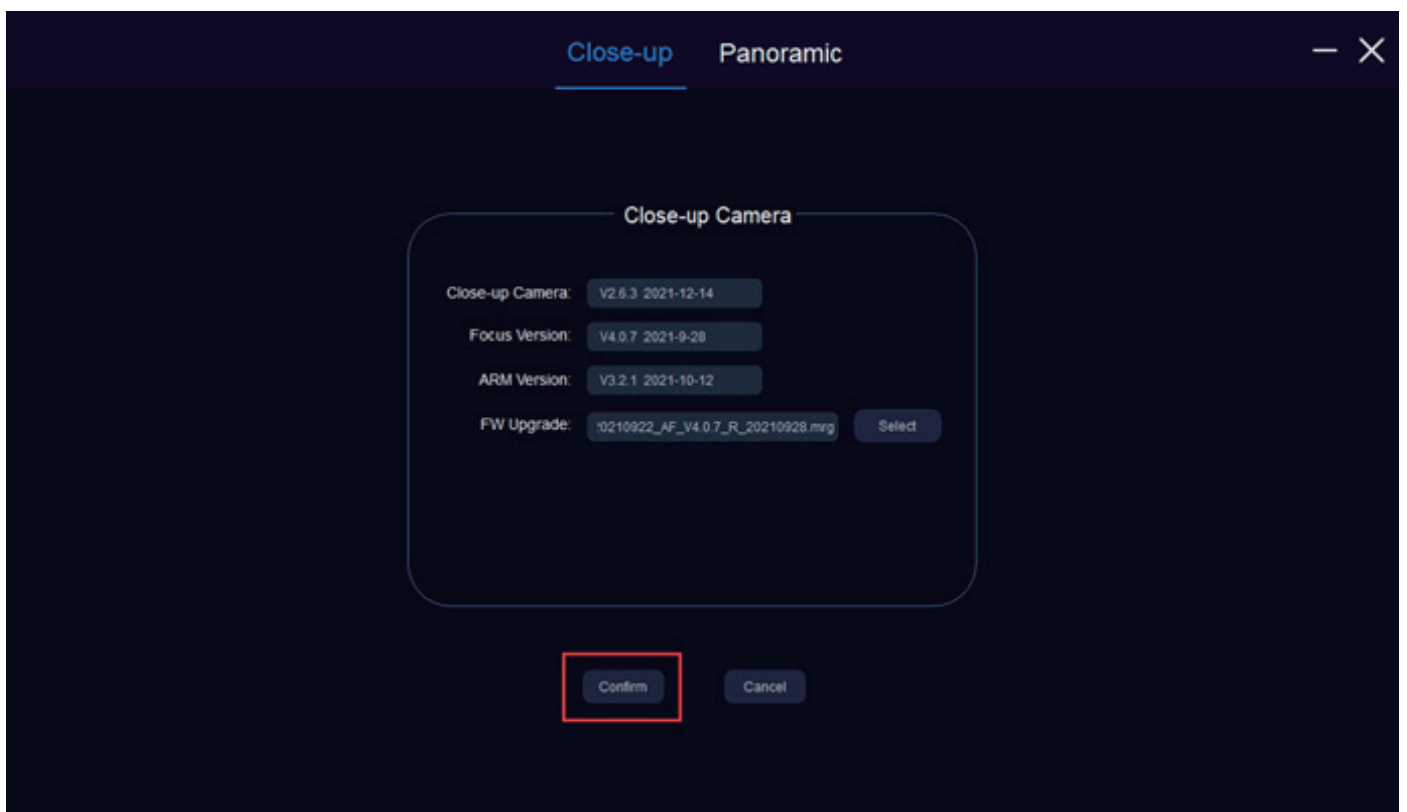 Close-up Panoramic
Close-up Camera
Close-up Camera: V2.6.3 2021-12-14
Focus Version: V4.0.7 2021-9-28
ARM Version: V3.2.1 2021-10-12
FW Upgrade: 0210922_AF_V4.0.7_R_20210928.mrg Select
Confirm Cancel